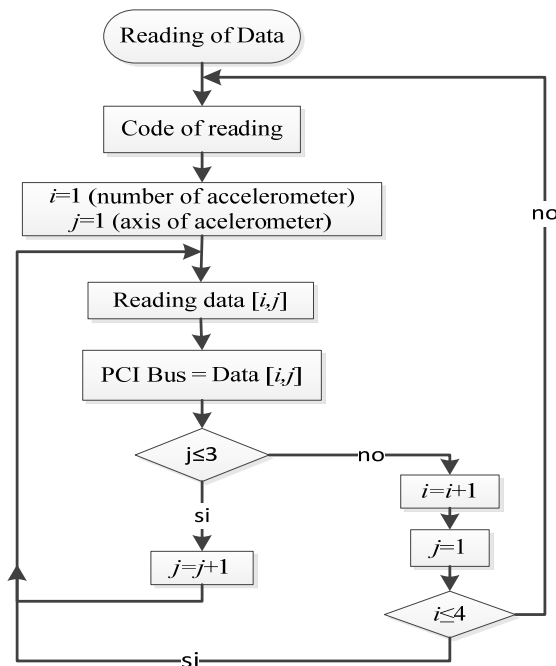 Reading of Data
Code of reading
i=1 (number of accelerometer)
j=1 (axis of acelerometer)
no
Reading data [i,j]
PCI Bus = Data [i,j]
j≤3
no
i=i+1
si
j=1
j=j+1
i≤4
si